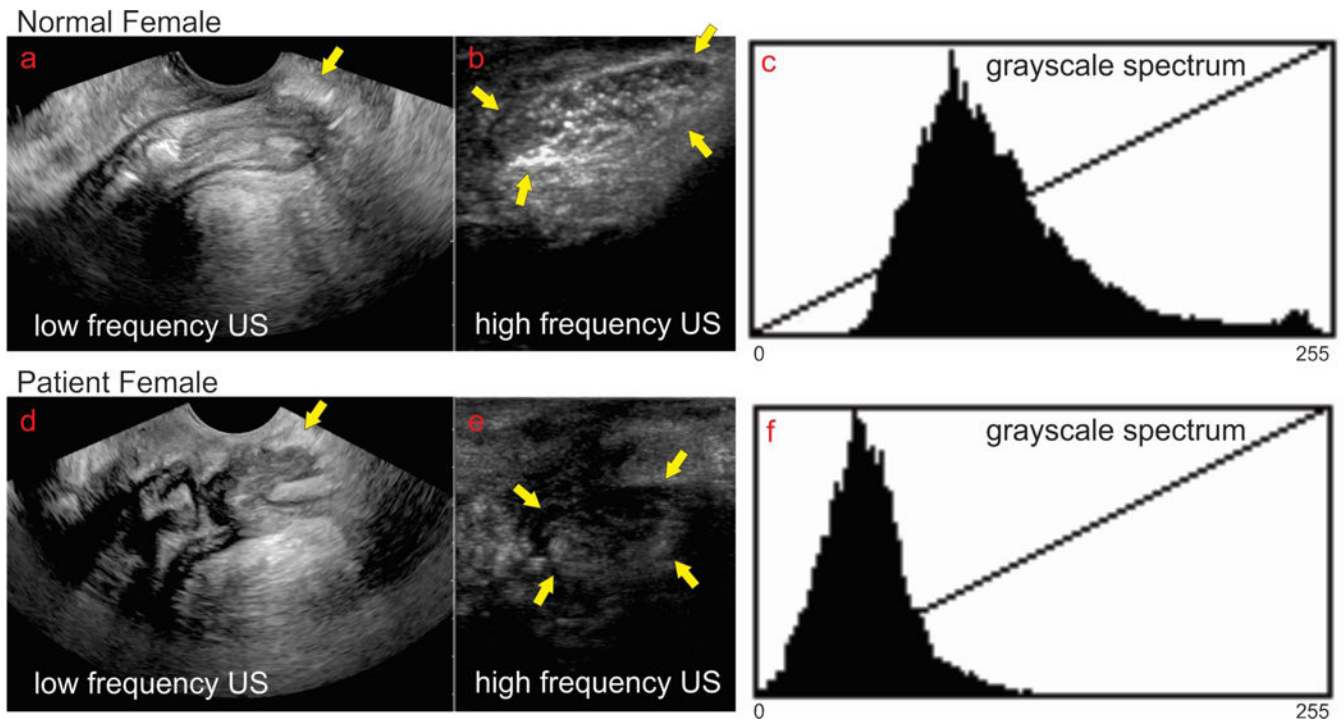 Normal Female
a
b
c
grayscale spectrum
low frequency US
high frequency US
0
255
Patient Female
d
e
f
grayscale spectrum
low frequency US
high frequency US
0
255